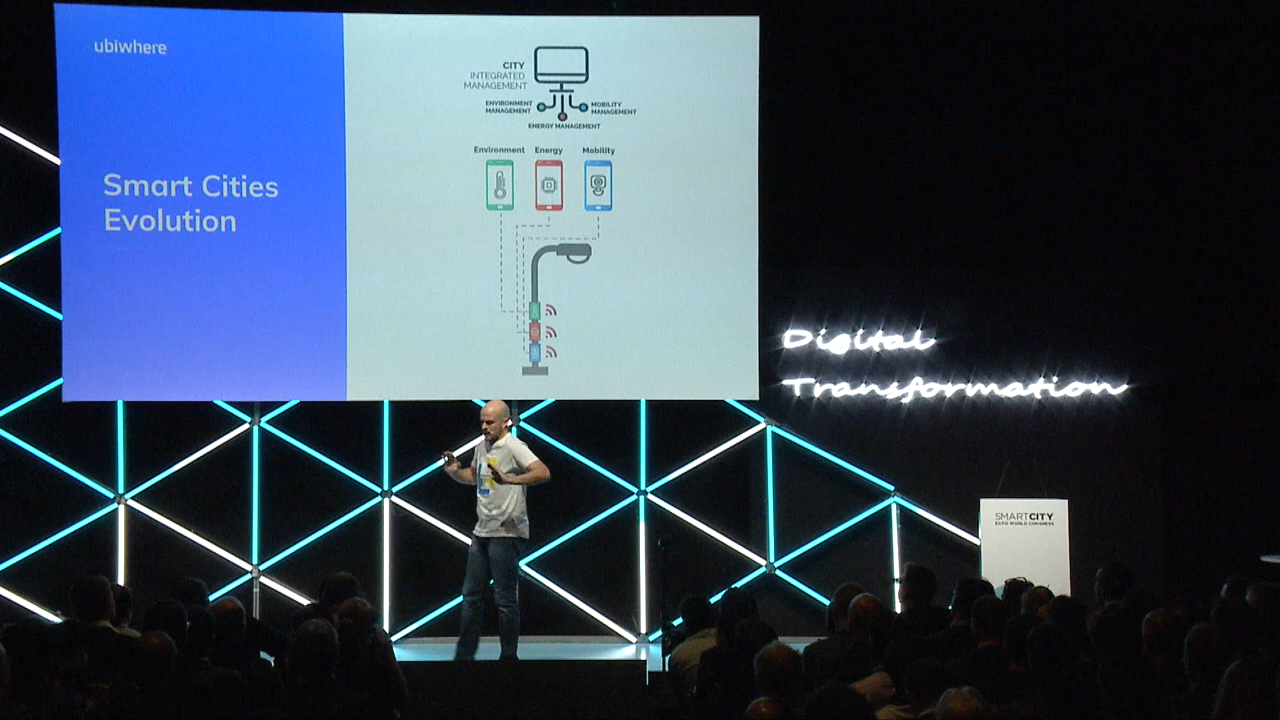 ubiwhere
Smart Cities
Evolution
CITY
INTEGRATED
MANAGEMENT
ENVIRONMENT
MANAGEMENT
MOBILITY
MANAGEMENT
ENERGY MANAGEMENT
Environment Energy Mobility
Digital
Transformation
SMARTCITY
EXPO WORLD CONGRESS